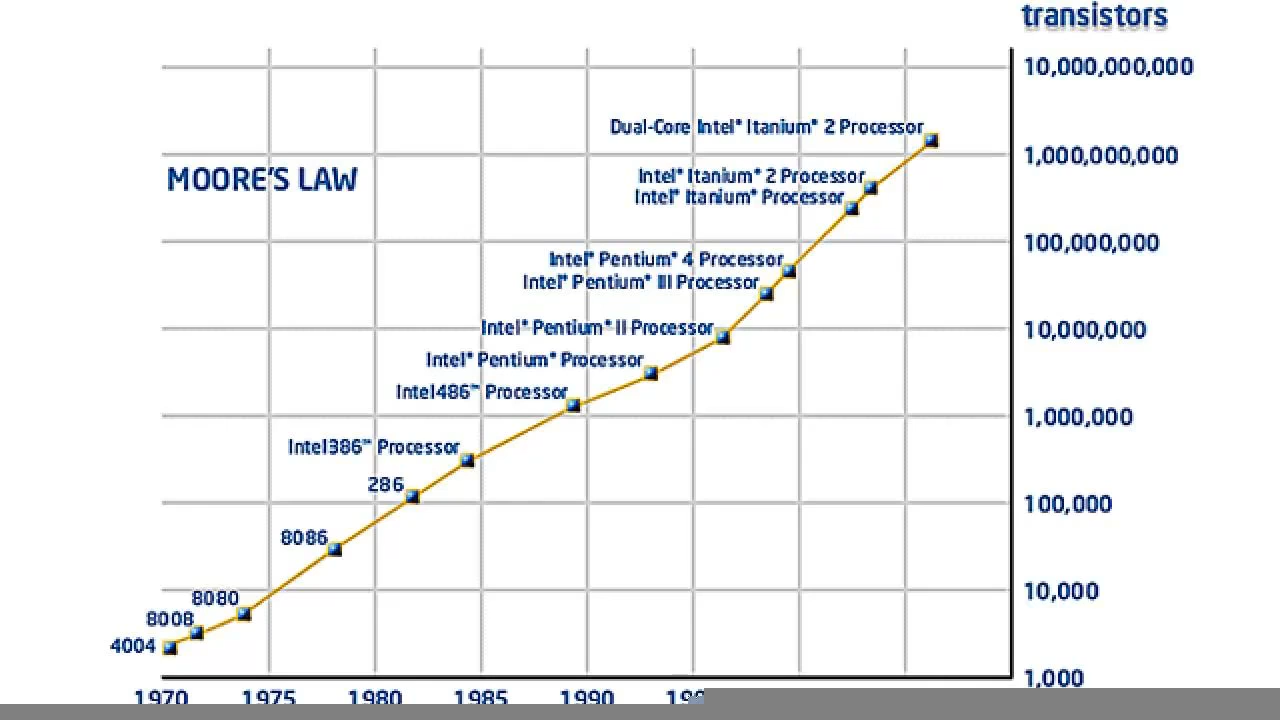 transistors
10,000,000,000
Dual-Core Intel® Itanium® 2 Processor
1,000,000,000
MOORE'S LAW
Intel® Itanium® 2 Processor
Intel® Itanium® Processor
100,000,000
Intel® Pentium® 4 Processor
Intel® Pentium® III Processor
Intel® Pentium® II Processor
10,000,000
Intel® Pentium® Processor
Intel486™ Processor
1,000,000
Intel386™ Processor
286
100,000
8086
8080
10,000
8008
4004
1,000
1970 1975 1980 1985 1990